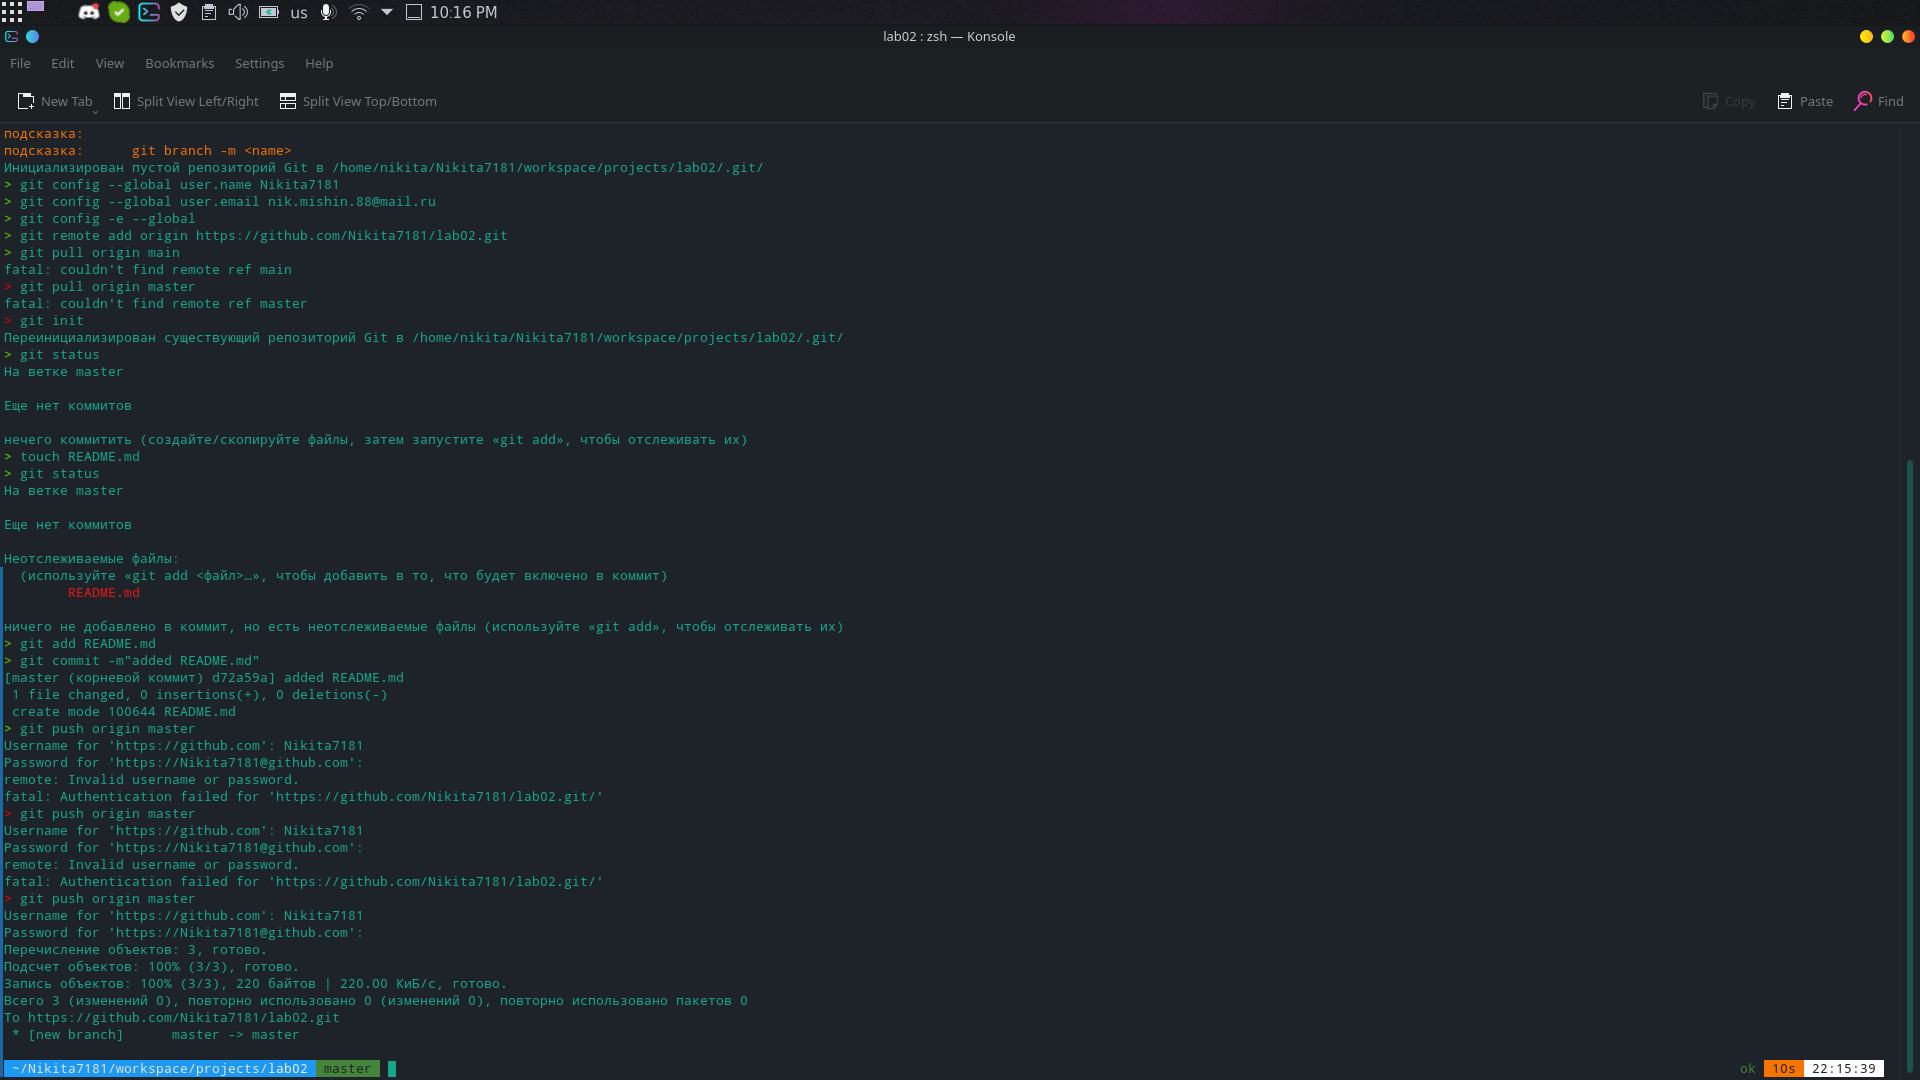 us 10:16 PM
lab02 : zsh — Konsole
File Edit View Bookmarks Settings Help
New Tab Split View Left/Right Split View Top/Bottom Copy Paste Find
подсказка:
подсказка:      git branch -m <name>
Инициализирован пустой репозиторий Git в /home/nikita/Nikita7181/workspace/projects/lab02/.git/
> git config --global user.name Nikita7181
> git config --global user.email nik.mishin.88@mail.ru
> git config -e --global
> git remote add origin https://github.com/Nikita7181/lab02.git
> git pull origin main
fatal: couldn't find remote ref main
> git pull origin master
fatal: couldn't find remote ref master
> git init
Переинициализирован существующий репозиторий Git в /home/nikita/Nikita7181/workspace/projects/lab02/.git/
> git status
На ветке master
Еще нет коммитов
нечего коммитить (создайте/скопируйте файлы, затем запустите «git add», чтобы отслеживать их)
> touch README.md
> git status
На ветке master
Еще нет коммитов
Неотслеживаемые файлы:
  (используйте «git add <файл>…», чтобы добавить в то, что будет включено в коммит)
        README.md
ничего не добавлено в коммит, но есть неотслеживаемые файлы (используйте «git add», чтобы отслеживать их)
> git add README.md
> git commit -m"added README.md"
[master (корневой коммит) d72a59a] added README.md
 1 file changed, 0 insertions(+), 0 deletions(-)
 create mode 100644 README.md
> git push origin master
Username for 'https://github.com': Nikita7181
Password for 'https://Nikita7181@github.com':
remote: Invalid username or password.
fatal: Authentication failed for 'https://github.com/Nikita7181/lab02.git/'
> git push origin master
Username for 'https://github.com': Nikita7181
Password for 'https://Nikita7181@github.com':
remote: Invalid username or password.
fatal: Authentication failed for 'https://github.com/Nikita7181/lab02.git/'
> git push origin master
Username for 'https://github.com': Nikita7181
Password for 'https://Nikita7181@github.com':
Перечисление объектов: 3, готово.
Подсчет объектов: 100% (3/3), готово.
Запись объектов: 100% (3/3), 220 байтов | 220.00 КиБ/с, готово.
Всего 3 (изменений 0), повторно использовано 0 (изменений 0), повторно использовано пакетов 0
To https://github.com/Nikita7181/lab02.git
 * [new branch]      master -> master
~/Nikita7181/workspace/projects/lab02 master ok 10s 22:15:39